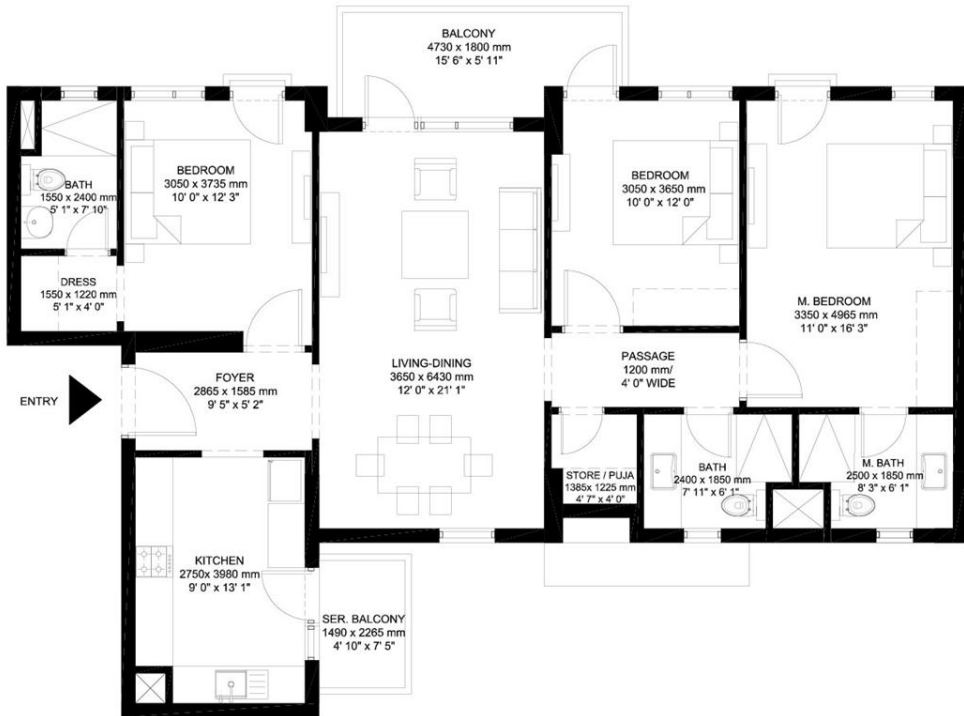 BALCONY
4730 x 1800 mm
15' 6" x 5' 11"
BATH
1550 x 2400 mm
5' 1" x 7' 10"
BEDROOM
3050 x 3735 mm
10' 0" x 12' 3"
BEDROOM
3050 x 3650 mm
10' 0" x 12' 0"
DRESS
1550 x 1220 mm
5' 1" x 4' 0"
M. BEDROOM
3350 x 4965 mm
11' 0" x 16' 3"
ENTRY
FOYER
2865 x 1585 mm
9' 5" x 5' 2"
LIVING-DINING
3650 x 6430 mm
12' 0" x 21' 1"
PASSAGE
1200 mm/
4' 0" WIDE
STORE / PUJA
1385x 1225 mm
4' 7" x 4' 0"
BATH
2400 x 1850 mm
7' 11" x 6' 1"
M. BATH
2500 x 1850 mm
8' 3" x 6' 1"
KITCHEN
2750x 3980 mm
9' 0" x 13' 1"
SER. BALCONY
1490 x 2265 mm
4' 10" x 7' 5"